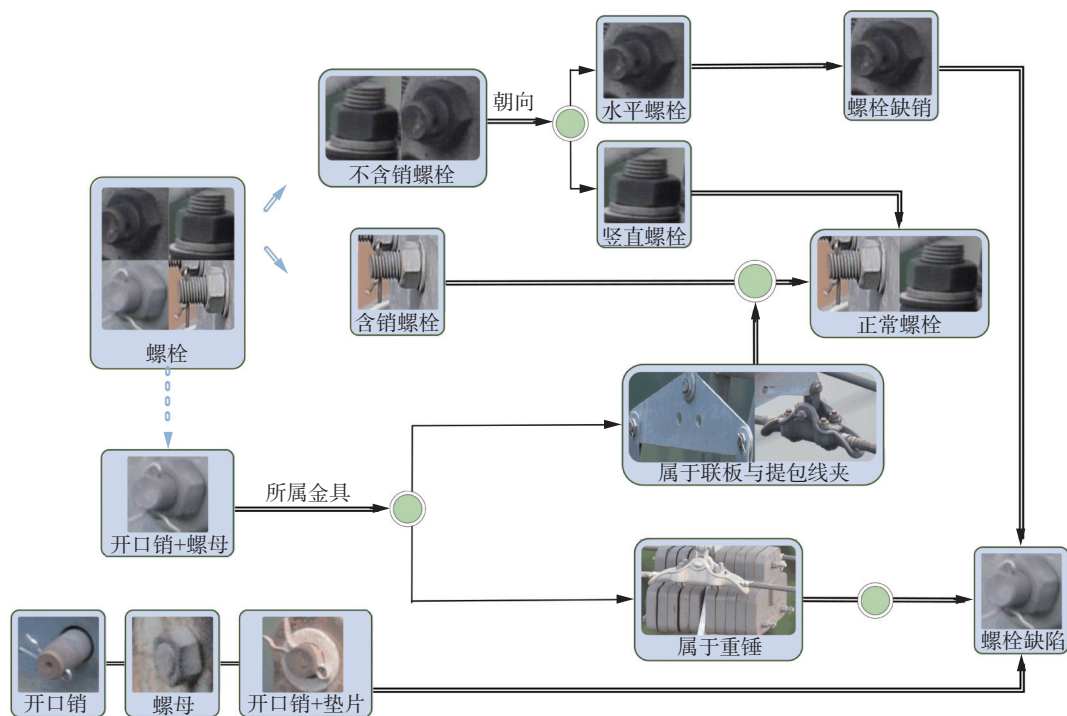 朝向
水平螺栓
螺栓缺销
不含销螺栓
竖直螺栓
螺栓
含销螺栓
正常螺栓
属于联板与提包线夹
所属金具
开口销+螺母
属于重锤
螺栓缺陷
开口销
螺母
开口销+垫片